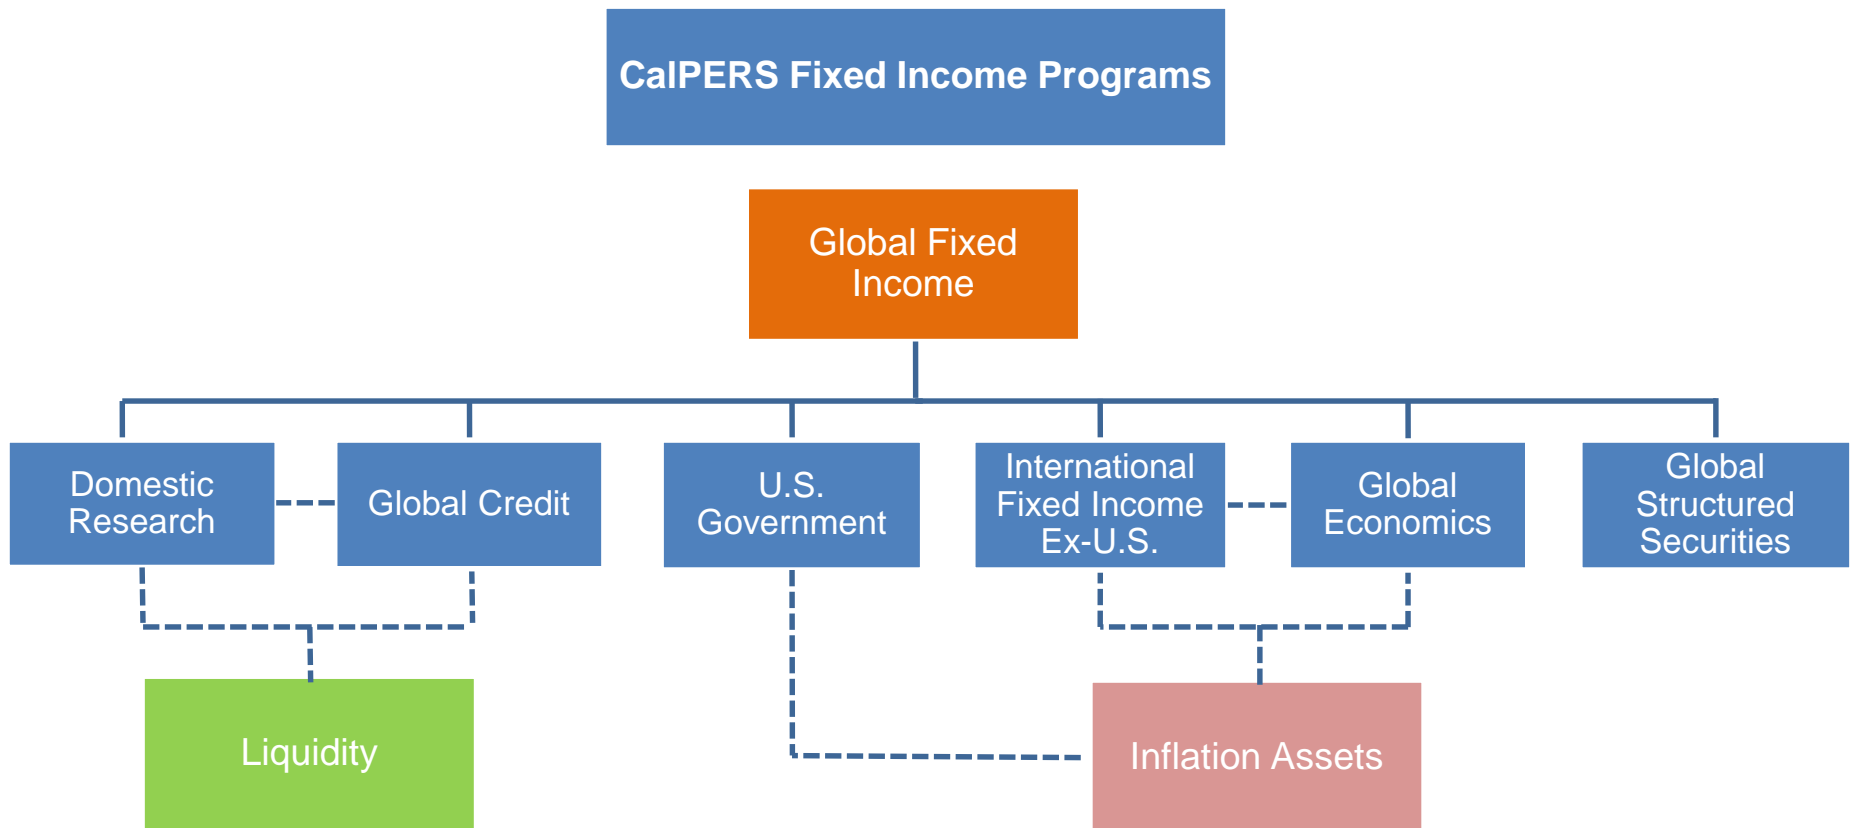 CalPERS Fixed Income Programs
Global Fixed
Income
Domestic
Research
Global Credit
U.S.
Government
International
Fixed Income
Ex-U.S.
Global
Economics
Global
Structured
Securities
Liquidity
Inflation Assets